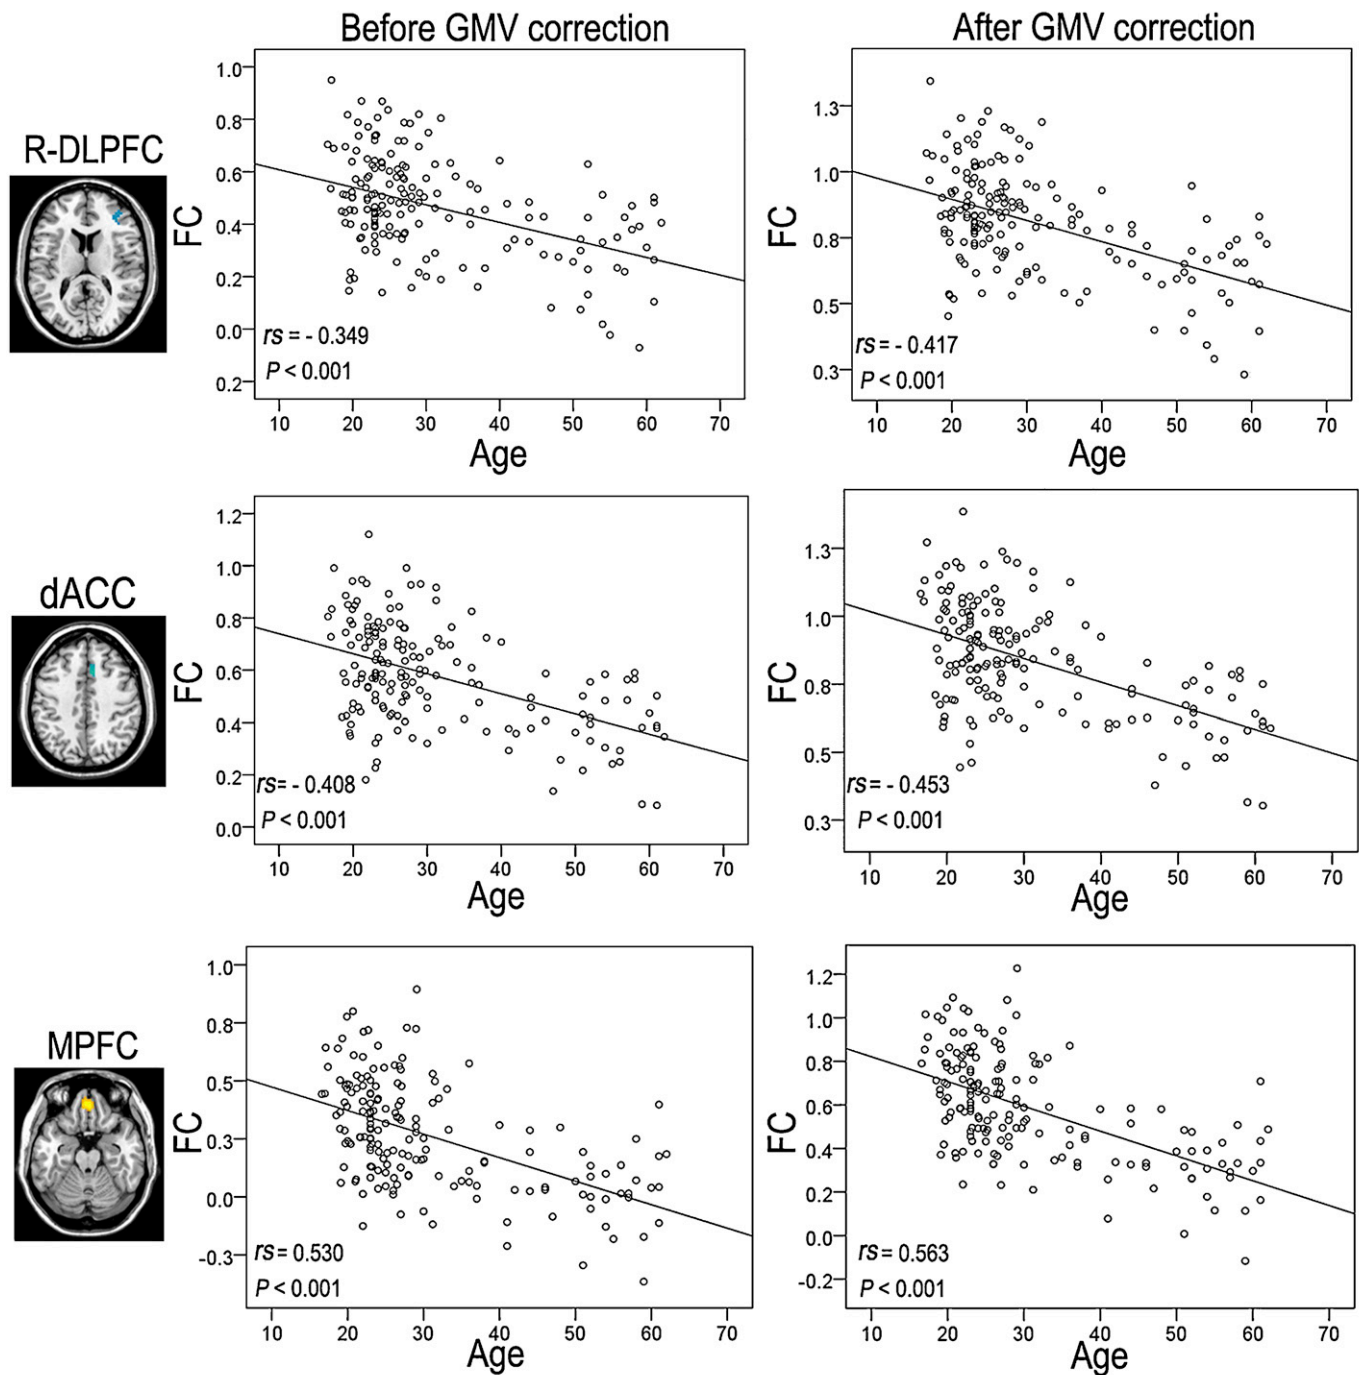 Before GMV correction
After GMV correction
R-DLPFC
FC
1.0
0.8
0.6
0.4
0.2
0.0
0.2
rs = - 0.349
P < 0.001
10 20 30 40 50 60 70
Age
FC
1.3
1.0
0.8
0.5
0.3
rs = - 0.417
P < 0.001
10 20 30 40 50 60 70
Age
dACC
FC
1.2
1.0
0.8
0.6
0.4
0.2
0.0
rs= - 0.408
P < 0.001
10 20 30 40 50 60 70
Age
FC
1.3
1.0
0.8
0.5
0.3
rs = - 0.453
P < 0.001
10 20 30 40 50 60 70
Age
MPFC
FC
1.0
0.8
0.5
0.3
0.0
-0.3
rs = 0.530
P < 0.001
10 20 30 40 50 60 70
Age
FC
1.2
1.0
0.8
0.6
0.4
0.2
0.0
-0.2
rs = 0.563
P < 0.001
10 20 30 40 50 60 70
Age